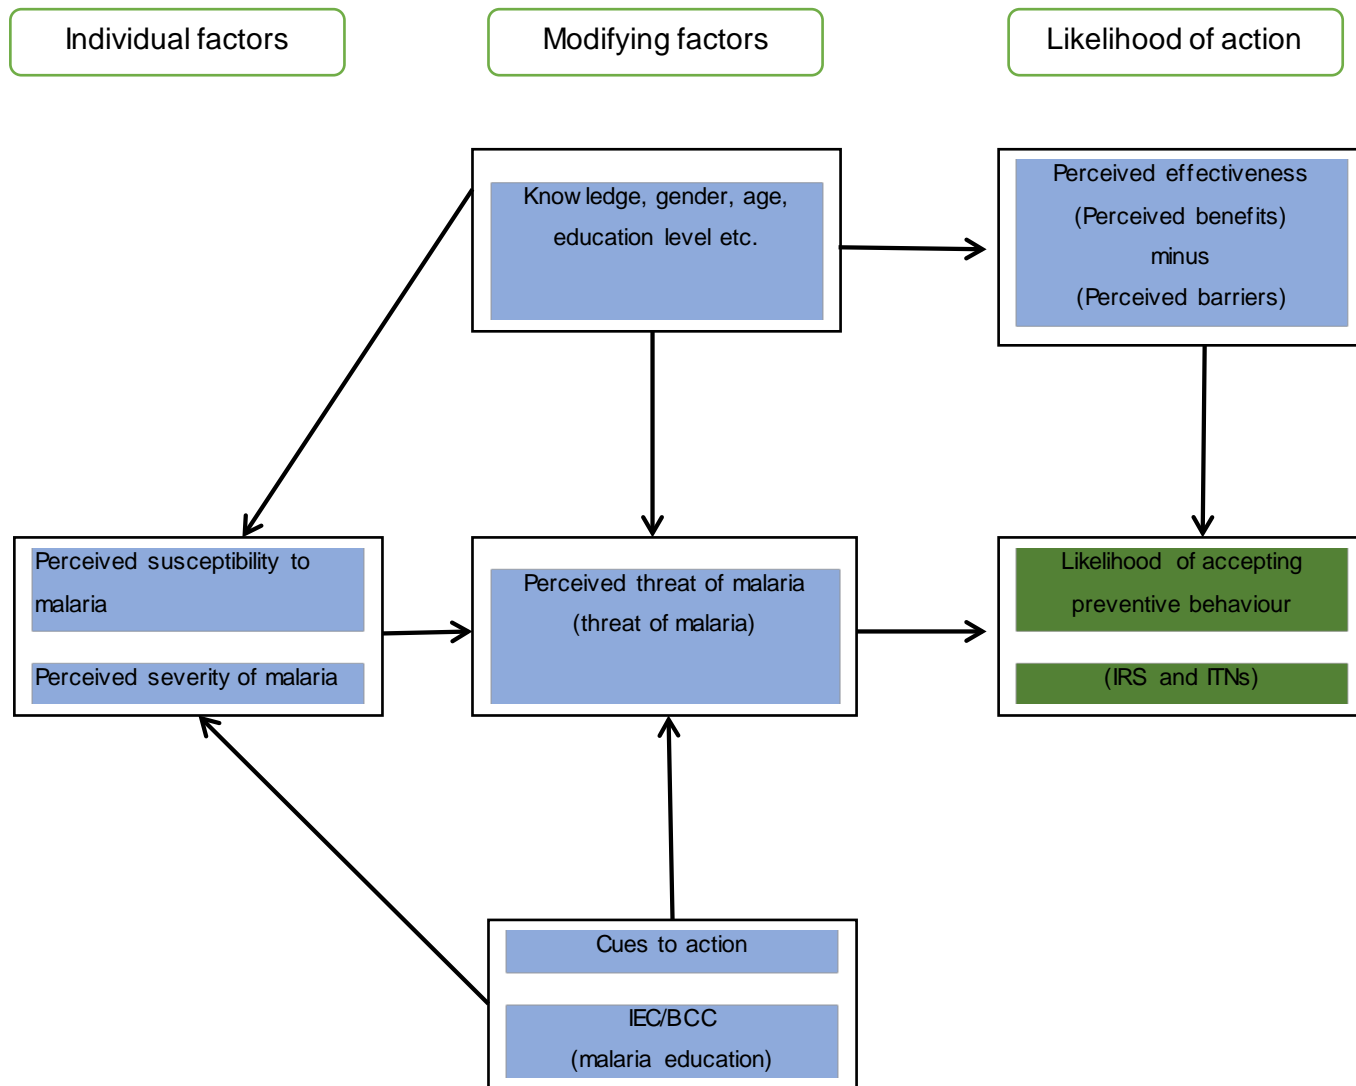 Individual factors
Modifying factors
Likelihood of action
Knowledge, gender, age,
education level etc.
Perceived effectiveness
(Perceived benefits)
minus
(Perceived barriers)
Perceived susceptibility to
malaria
Perceived severity of malaria
Perceived threat of malaria
(threat of malaria)
Likelihood of accepting
preventive behaviour
(IRS and ITNs)
Cues to action
IEC/BCC
(malaria education)